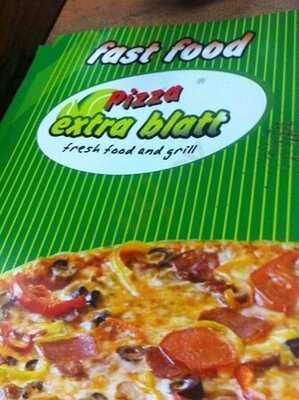 fast food
Pizza ®
extra blatt
fresh food and grill